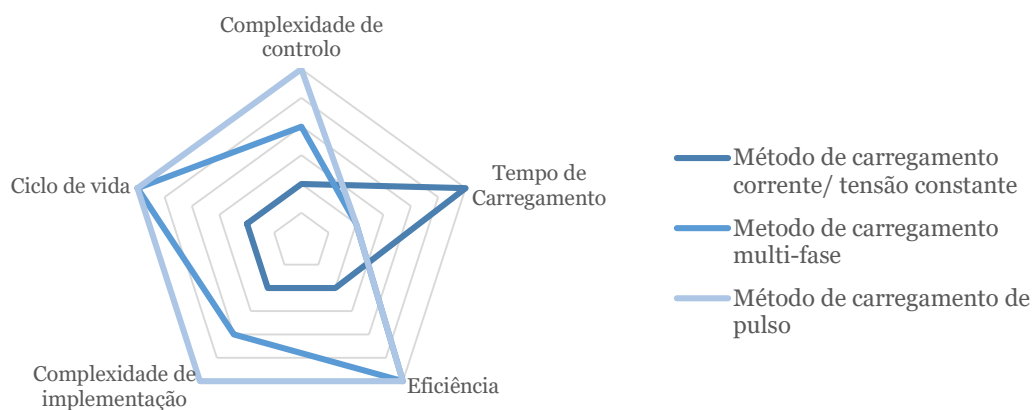 Complexidade de
controlo
Tempo de
Carregamento
Eficiência
Complexidade de
implementação
Ciclo de vida
Método de carregamento
corrente/ tensão constante
Metodo de carregamento
multi-fase
Método de carregamento de
pulso